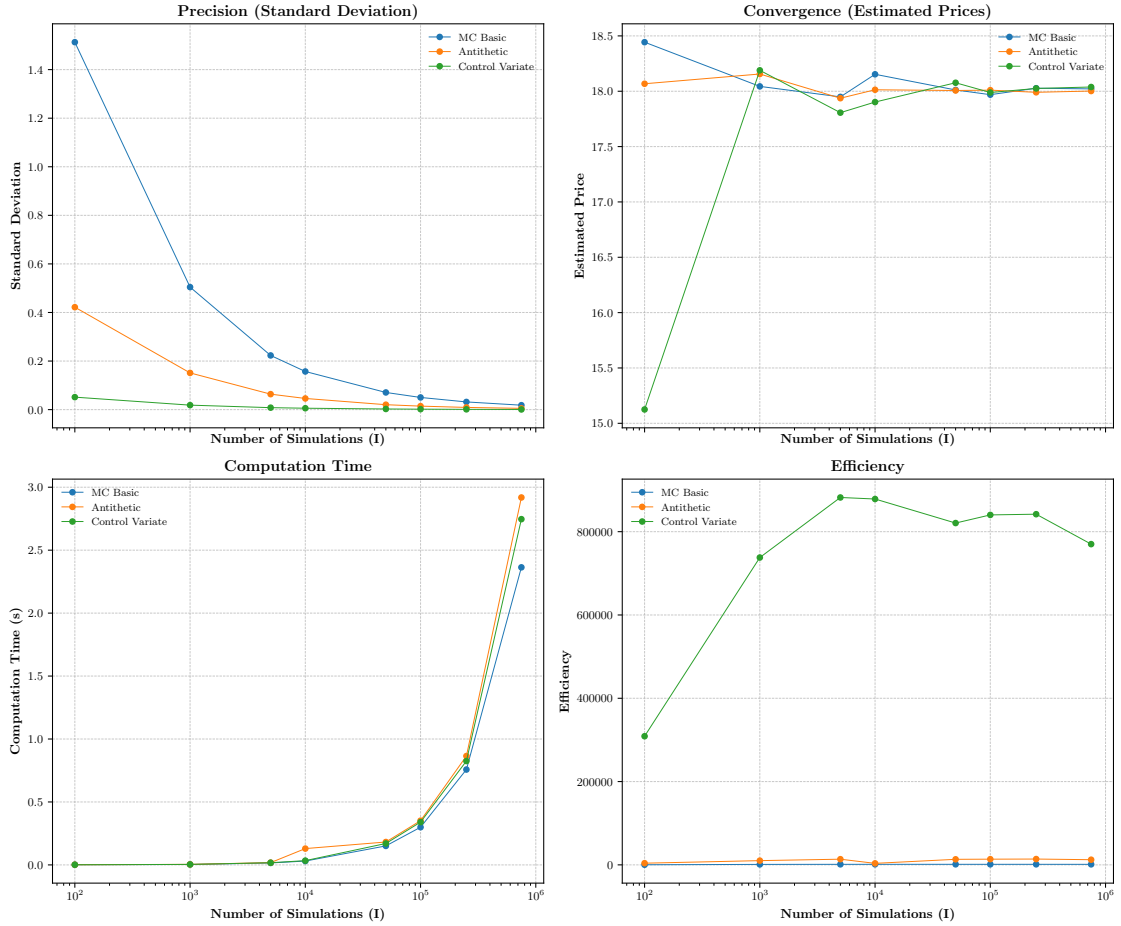 Precision (Standard Deviation)
MC Basic
Antithetic
Control Variate
1.4
1.2
1.0
0.8
0.6
0.4
0.2
0.0
Standard Deviation
Number of Simulations (I)
Convergence (Estimated Prices)
MC Basic
Antithetic
Control Variate
18.5
18.0
17.5
17.0
16.5
16.0
15.5
15.0
Estimated Price
Number of Simulations (I)
Computation Time
MC Basic
Antithetic
Control Variate
3.0
2.5
2.0
1.5
1.0
0.5
0.0
Computation Time (s)
10² 10³ 10⁴ 10⁵ 10⁶
Number of Simulations (I)
Efficiency
MC Basic
Antithetic
Control Variate
800000
600000
400000
200000
0
Efficiency
10² 10³ 10⁴ 10⁵ 10⁶
Number of Simulations (I)